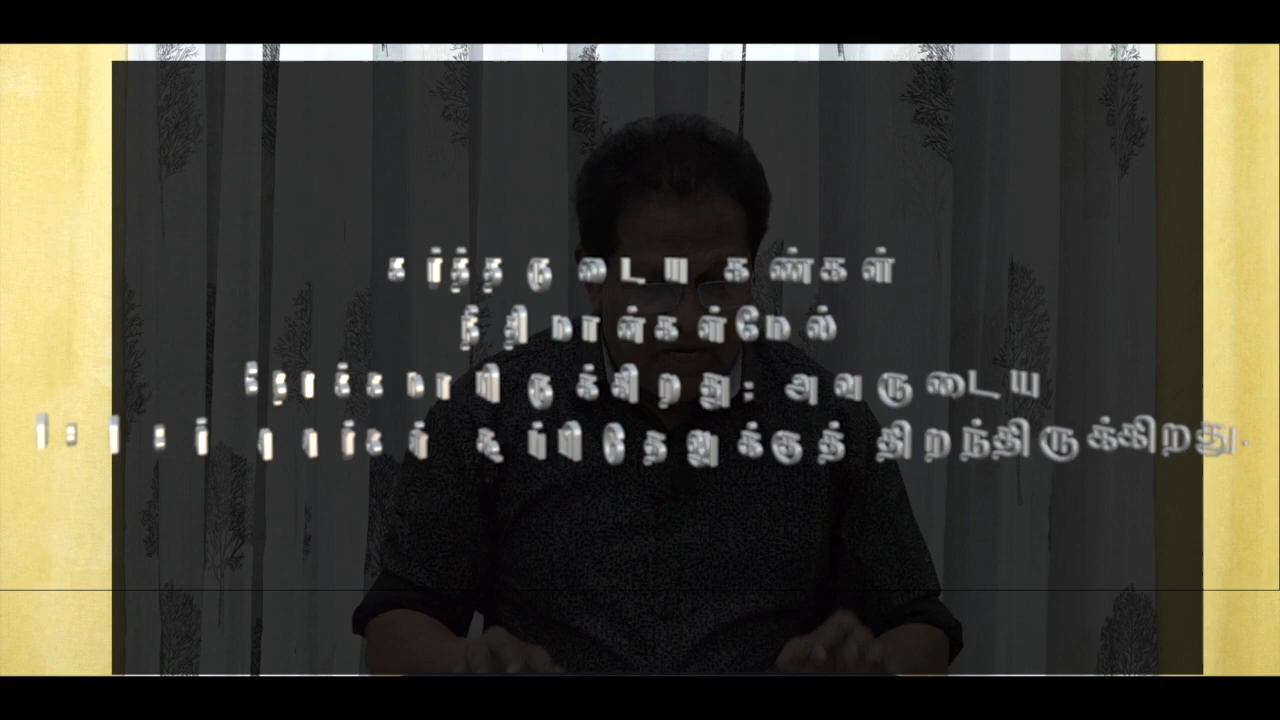 கர்த்தருடைய கண்கள்
நீதிமான்கள்மேல்
நோக்கமாயிருக்கிறது; அவருடைய
கூப்பிடுதலுக்குத் திறந்திருக்கிறது.